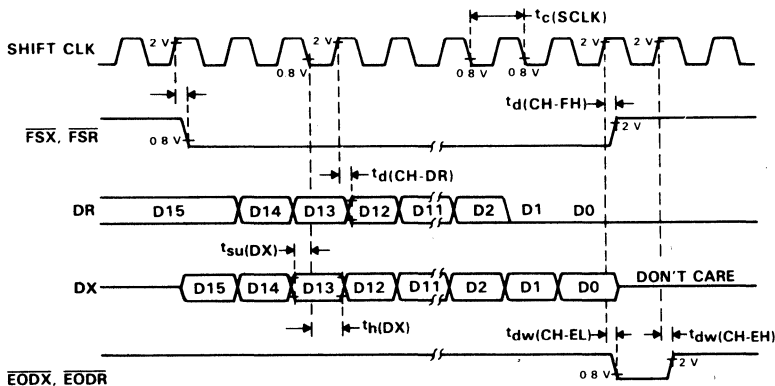 tc(SCLK)
SHIFT CLK
2 V
2 V
2 V
2 V
0 8 V
0 8 V
0 8 V
td(CH-FH)
FSX, FSR
0 8 V
2 V
td(CH-DR)
DR
D15 D14 D13 D12 D11 D2 D1 D0
tsu(DX)
DX
D15 D14 D13 D12 D11 D2 D1 D0 DON'T CARE
th(DX)
tdw(CH-EL)
tdw(CH-EH)
0 8 V
2 V
EODX, EODR